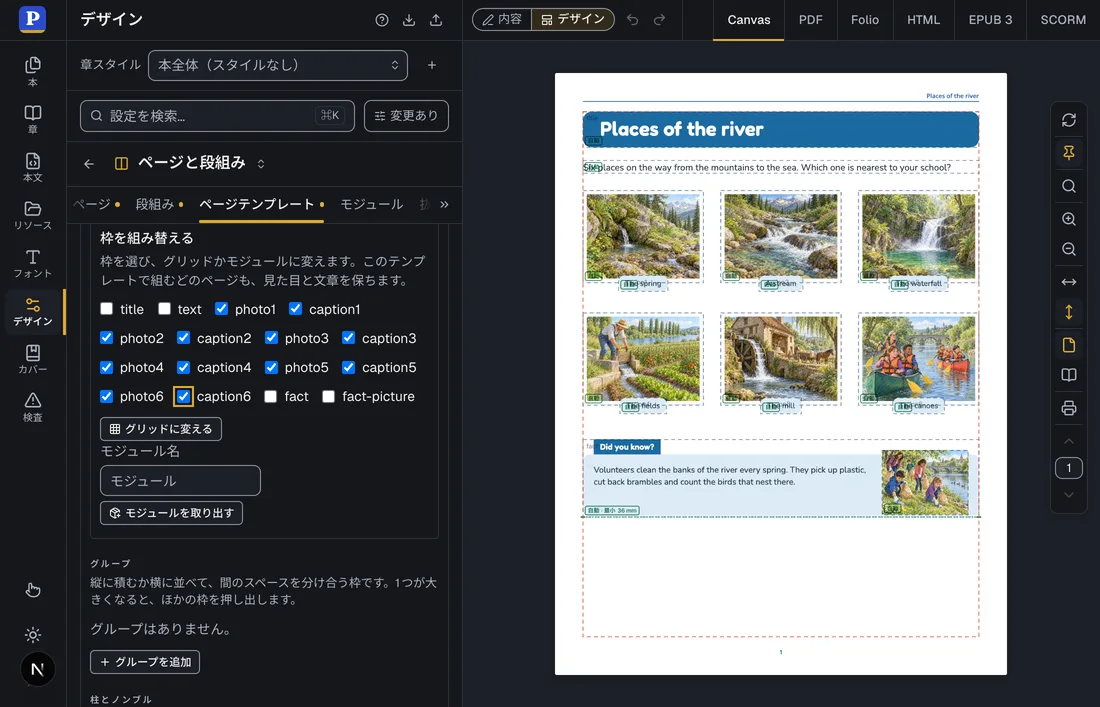 P
デザイン
内容
デザイン
Canvas
PDF
Folio
HTML
EPUB 3
SCORM
本
章
本文
リソース
フォント
デザイン
カバー
検査
N
章スタイル
本全体（スタイルなし）
設定を検索…
⌘K
変更あり
ページと段組み
ページ
段組み
ページテンプレート
モジュール
枠を組み替える
枠を選び、グリッドかモジュールに変えます。このテンプ
レートで組むどのページも、見た目と文章を保ちます。
title
text
photo1
caption1
photo2
caption2
photo3
caption3
photo4
caption4
photo5
caption5
photo6
caption6
fact
fact-picture
グリッドに変える
モジュール名
モジュール
モジュールを取り出す
グループ
縦に積むか横に並べて、間のスペースを分け合う枠です。1つが大
きくなると、ほかの枠を押し出します。
グループはありません。
グループを追加
柱とノンブル
Places of the river
Places of the river
自動
places on the way from the mountains to the sea. Which one is nearest to your school?
spring
stream
waterfall
fields
mill
canoes
Did you know?
Volunteers clean the banks of the river every spring. They pick up plastic,
cut back brambles and count the birds that nest there.
自動 · 最小 36 mm
1
1